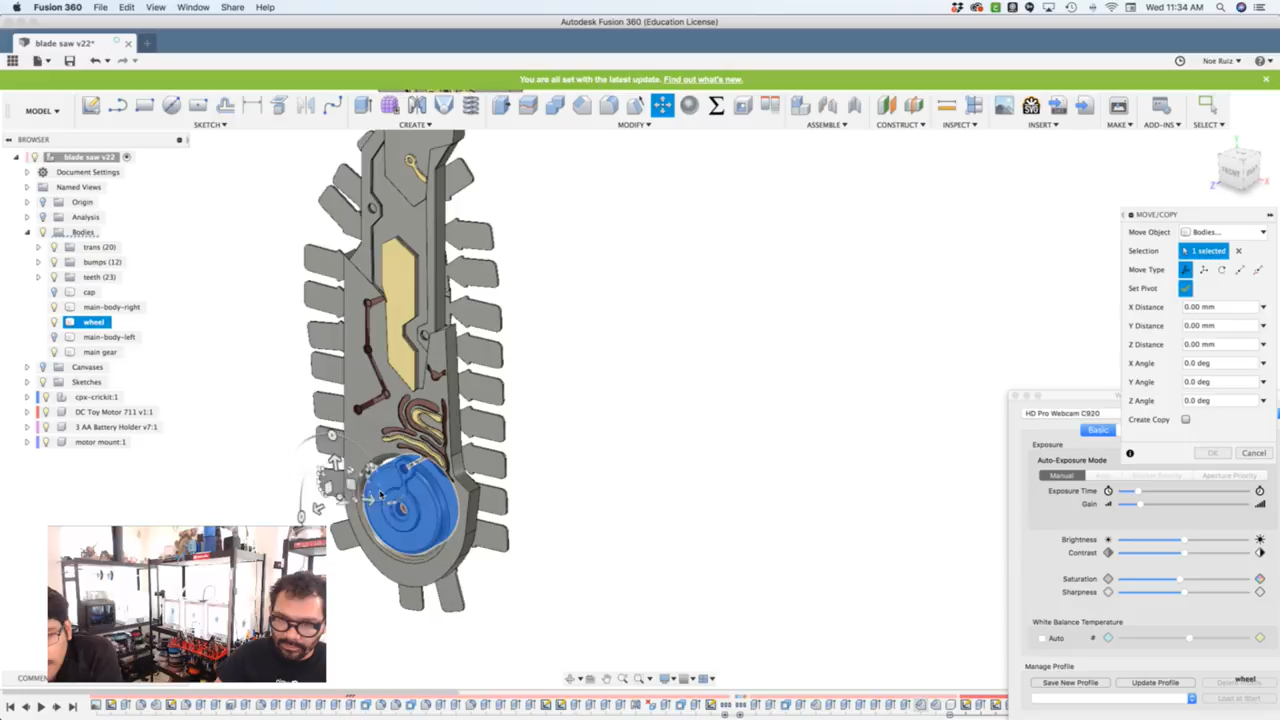 Fusion 360 File Edit View Window Share Help
Wed 11:34 AM
Autodesk Fusion 360 (Education License)
blade saw v22*
Noe Ruiz
You are all set with the latest update. Find out what's new.
MODEL
SKETCH CREATE MODIFY ASSEMBLE CONSTRUCT INSPECT INSERT MAKE ADD-INS SELECT
BROWSER
blade saw v22
Document Settings
Named Views
Origin
Analysis
Bodies
trans (20)
bumps (12)
teeth (23)
cap
main-body-right
wheel
main-body-left
main gear
Canvases
Sketches
cpx-crickit:1
DC Toy Motor 711 v1:1
3 AA Battery Holder v7:1
motor mount:1
FRONT
X
Y
Z
MOVE/COPY
Move Object Bodies...
Selection 1 selected
Move Type
Set Pivot
X Distance 0.00 mm
Y Distance 0.00 mm
Z Distance 0.00 mm
X Angle 0.0 deg
Y Angle 0.0 deg
Z Angle 0.0 deg
Create Copy
OK Cancel
HD Pro Webcam C920
Basic
Exposure
Auto-Exposure Mode
Manual Aperture Priority
Exposure Time
Gain
Brightness
Contrast
Saturation
Sharpness
White Balance Temperature
Auto
Manage Profile
Save New Profile Update Profile
Load at Start
wheel